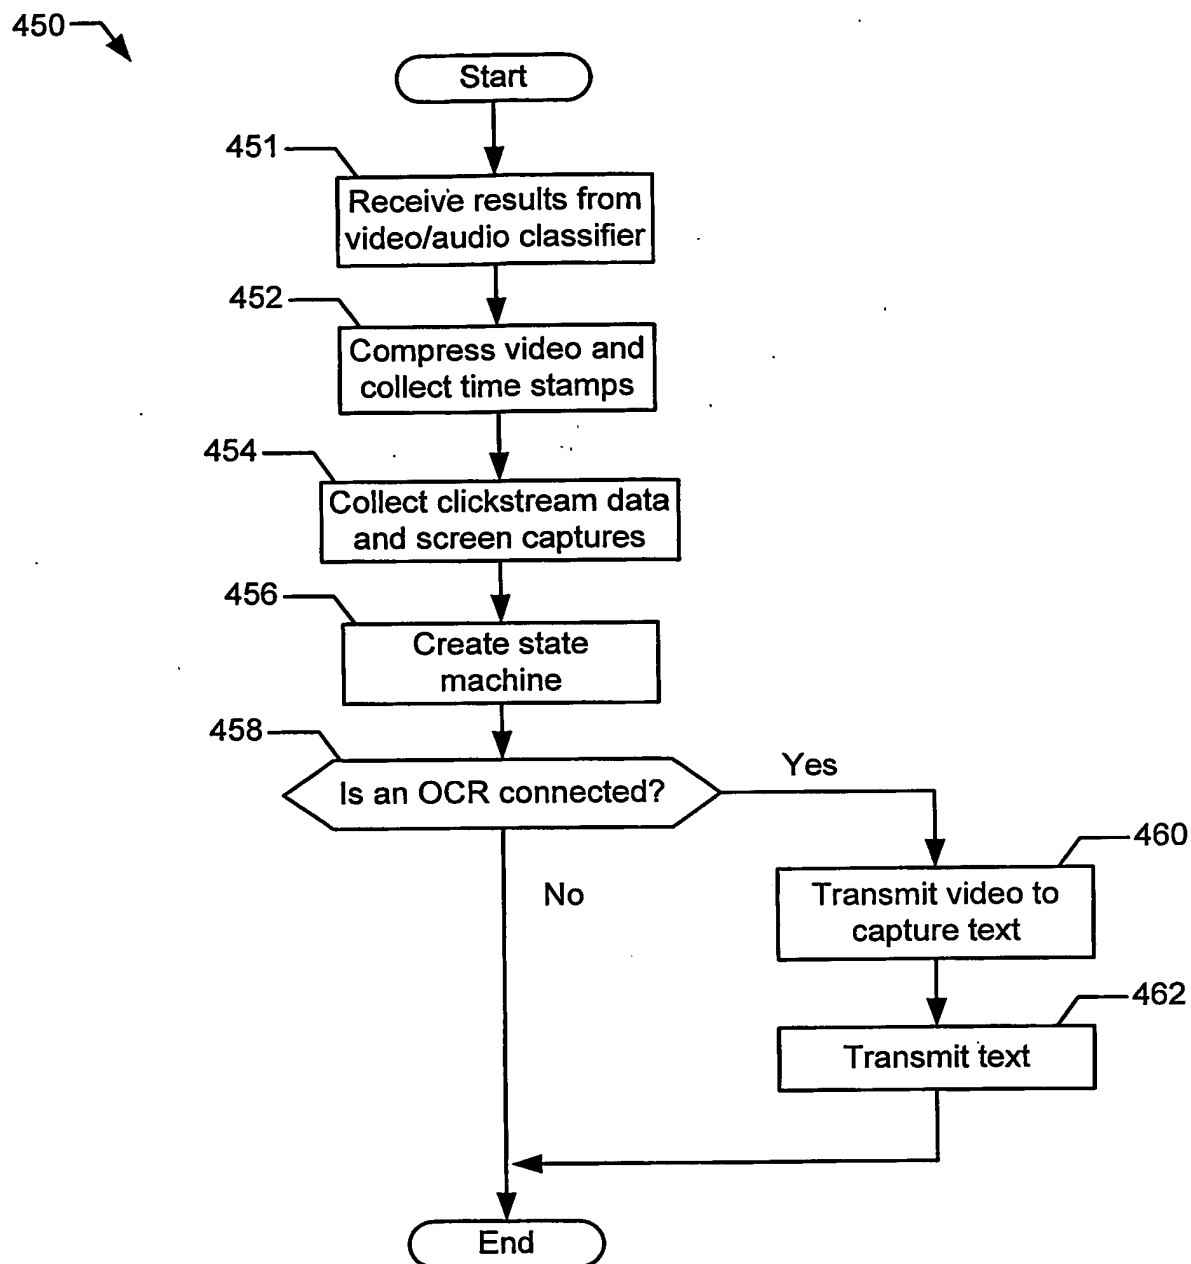 450
Start
451
Receive results from
video/audio classifier
452
Compress video and
collect time stamps
454
Collect clickstream data
and screen captures
456
Create state
machine
458
Is an OCR connected?
Yes
No
460
Transmit video to
capture text
462
Transmit text
End